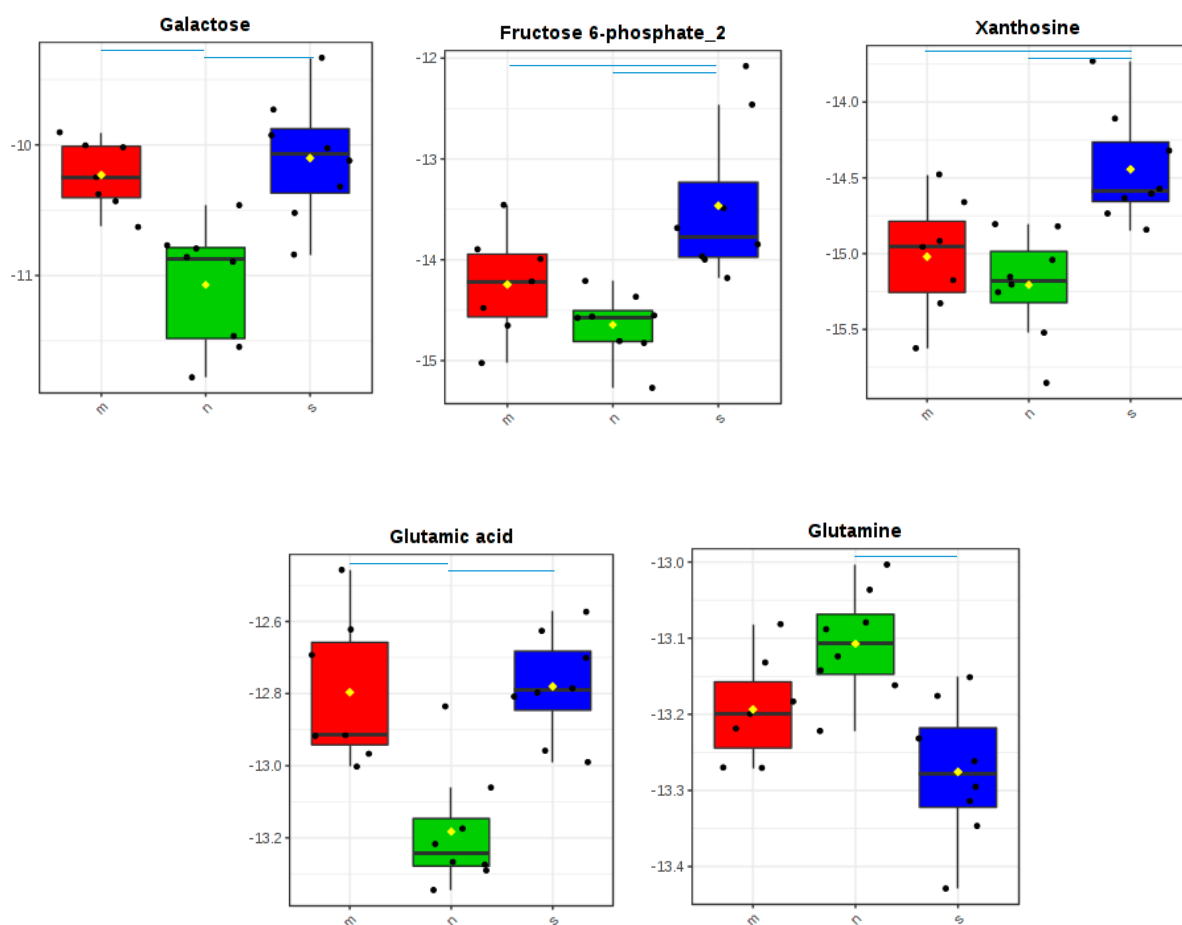 Galactose
-10
-11
m n s
Fructose 6-phosphate_2
-12
-13
-14
-15
m n s
Xanthosine
-14.0
-14.5
-15.0
-15.5
m n s
Glutamic acid
-12.6
-12.8
-13.0
-13.2
m n s
Glutamine
-13.0
-13.1
-13.2
-13.3
-13.4
m n s